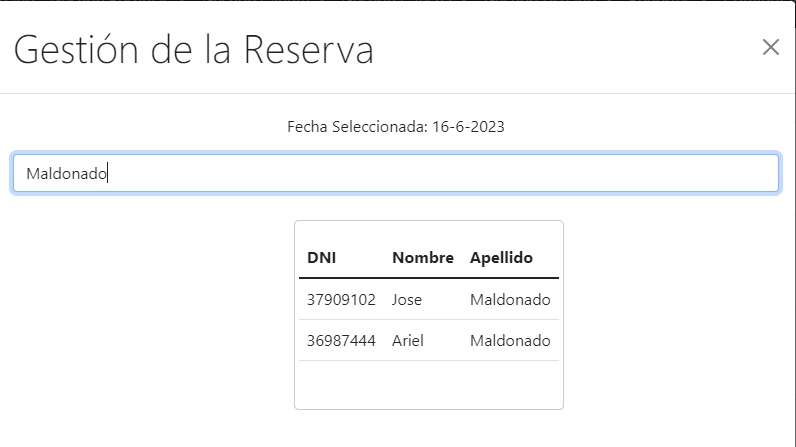 Gestión de la Reserva
Fecha Seleccionada: 16-6-2023
Maldonado
DNI Nombre Apellido
37909102 Jose Maldonado
36987444 Ariel Maldonado